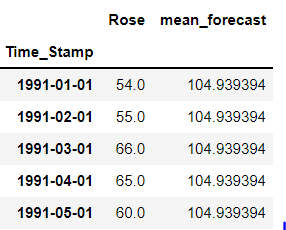 Rose mean_forecast
Time_Stamp
1991-01-01 54.0 104.939394
1991-02-01 55.0 104.939394
1991-03-01 66.0 104.939394
1991-04-01 65.0 104.939394
1991-05-01 60.0 104.939394